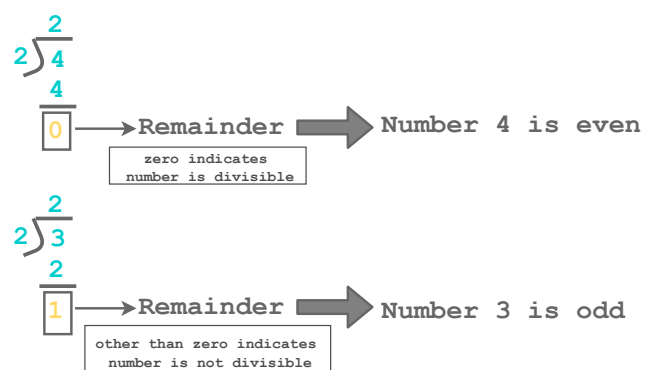 2
2 4
4
0 Remainder Number 4 is even
zero indicates
number is divisible
2
2 3
2
1 Remainder Number 3 is odd
other than zero indicates
number is not divisible